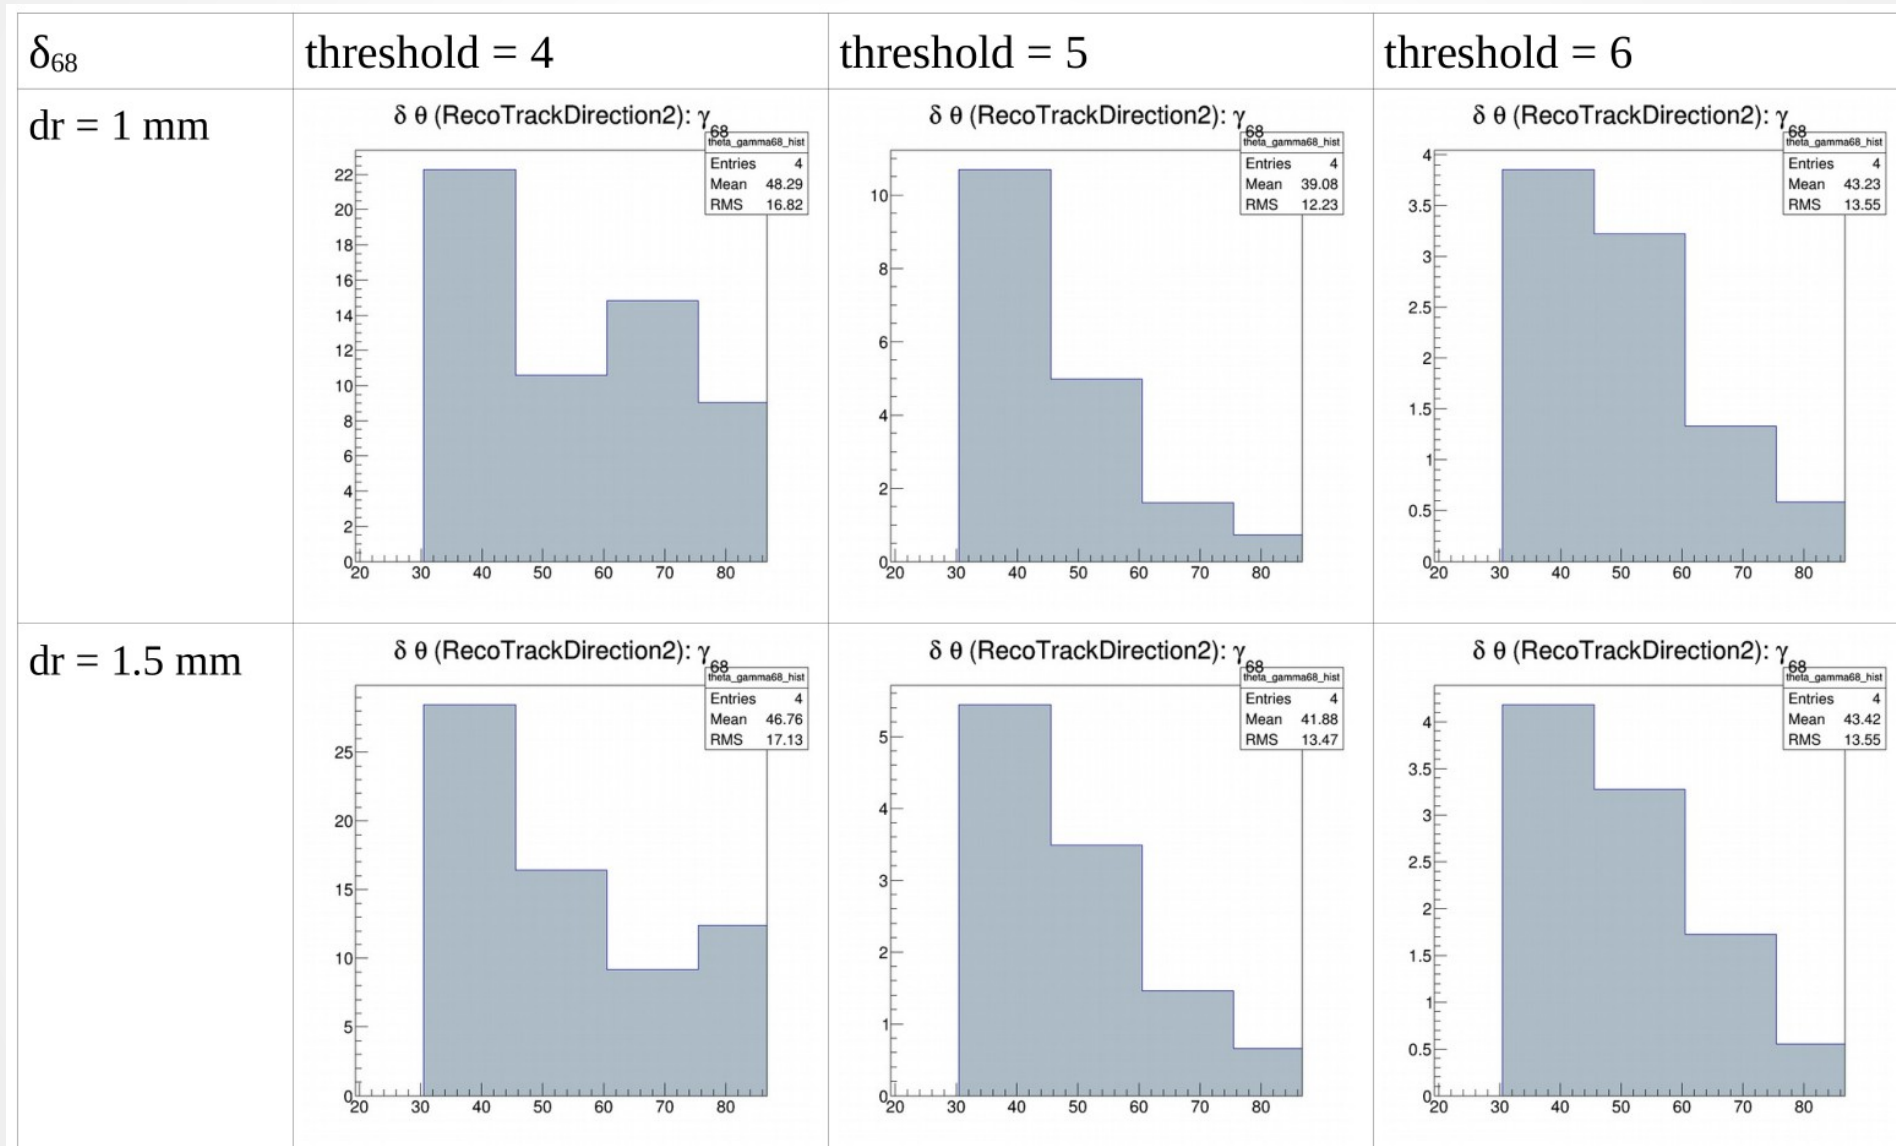 δ68 threshold = 4 threshold = 5 threshold = 6
dr = 1 mm
δ θ (RecoTrackDirection2): γ68
theta_gamma68_hist
Entries 4
Mean 48.29
RMS 16.82
22
20
18
16
14
12
10
8
6
4
2
0
20 30 40 50 60 70 80
δ θ (RecoTrackDirection2): γ68
theta_gamma68_hist
Entries 4
Mean 39.08
RMS 12.23
10
8
6
4
2
0
20 30 40 50 60 70 80
δ θ (RecoTrackDirection2): γ68
theta_gamma68_hist
Entries 4
Mean 43.23
RMS 13.55
4
3.5
3
2.5
2
1.5
1
0.5
0
20 30 40 50 60 70 80
dr = 1.5 mm
δ θ (RecoTrackDirection2): γ68
theta_gamma68_hist
Entries 4
Mean 46.76
RMS 17.13
25
20
15
10
5
0
20 30 40 50 60 70 80
δ θ (RecoTrackDirection2): γ68
theta_gamma68_hist
Entries 4
Mean 41.88
RMS 13.47
5
4
3
2
1
0
20 30 40 50 60 70 80
δ θ (RecoTrackDirection2): γ68
theta_gamma68_hist
Entries 4
Mean 43.42
RMS 13.55
4
3.5
3
2.5
2
1.5
1
0.5
0
20 30 40 50 60 70 80